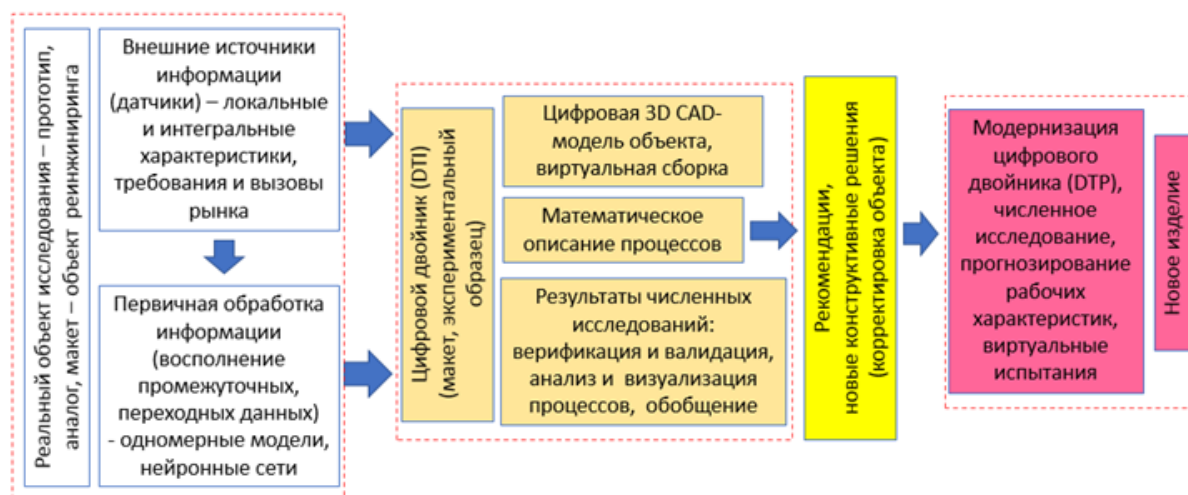 Реальный объект исследования – прототип,
аналог, макет – объект реинжиниринга
Внешние источники
информации
(датчики) – локальные
и интегральные
характеристики,
требования и вызовы
рынка
Первичная обработка
информации
(восполнение
промежуточных,
переходных данных)
- одномерные модели,
нейронные сети
Цифровой двойник (DTI)
(макет, экспериментальный
образец)
Цифровая 3D CAD-
модель объекта,
виртуальная сборка
Математическое
описание процессов
Результаты численных
исследований:
верификация и валидация,
анализ и визуализация
процессов, обобщение
Рекомендации,
новые конструктивные решения
(корректировка объекта)
Модернизация
цифрового
двойника (DTP),
численное
исследование,
прогнозирование
рабочих
характеристик,
виртуальные
испытания
Новое изделие